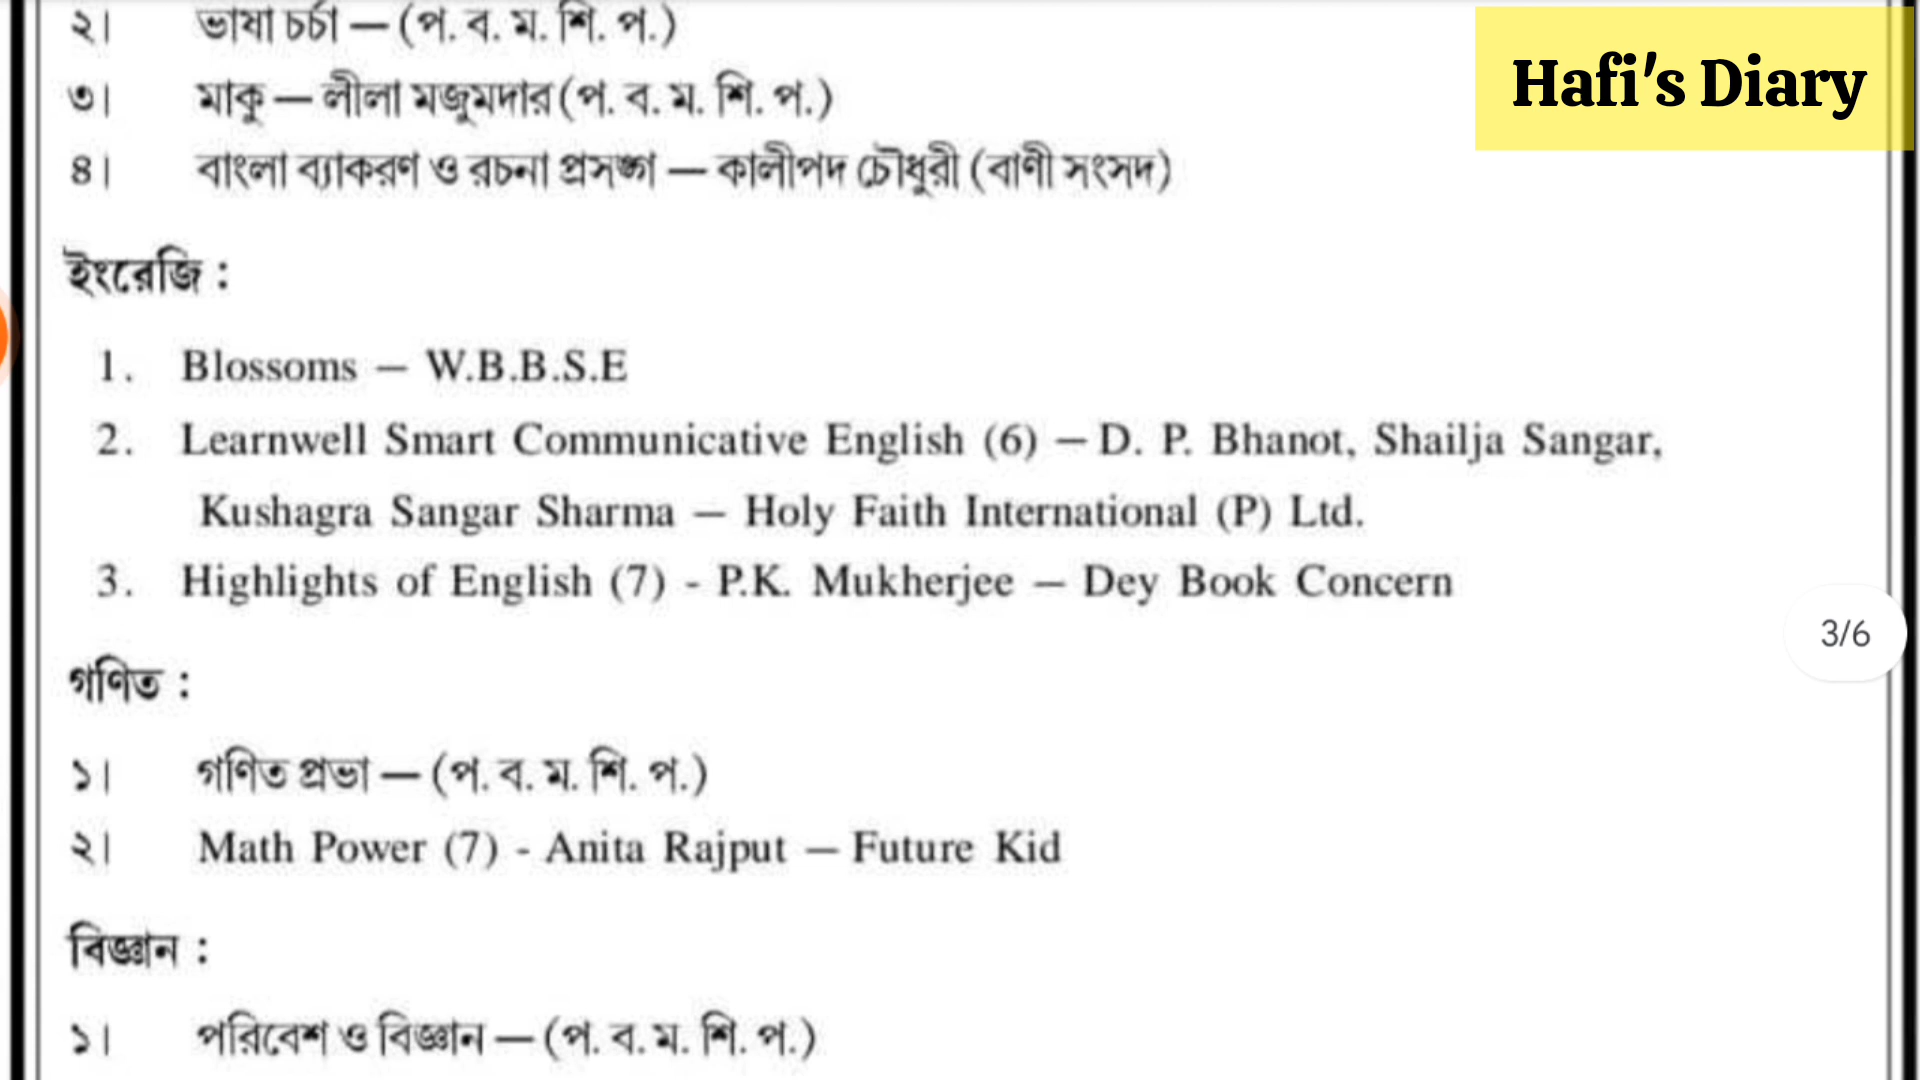 ২। ভাষা চর্চা — (প. ব. ম. শি. প.)
Hafi's Diary
৩। মাকু — লীলা মজুমদার (প. ব. ম. শি. প.)
৪। বাংলা ব্যাকরণ ও রচনা প্রসঙ্গ — কালীপদ চৌধুরী (বাণী সংসদ)
ইংরেজি :
1. Blossoms — W.B.B.S.E
2. Learnwell Smart Communicative English (6) — D. P. Bhanot, Shailja Sangar,
Kushagra Sangar Sharma — Holy Faith International (P) Ltd.
3. Highlights of English (7) - P.K. Mukherjee — Dey Book Concern
3/6
গণিত :
১। গণিত প্রভা — (প. ব. ম. শি. প.)
২। Math Power (7) - Anita Rajput — Future Kid
বিজ্ঞান :
১। পরিবেশ ও বিজ্ঞান — (প. ব. ম. শি. প.)